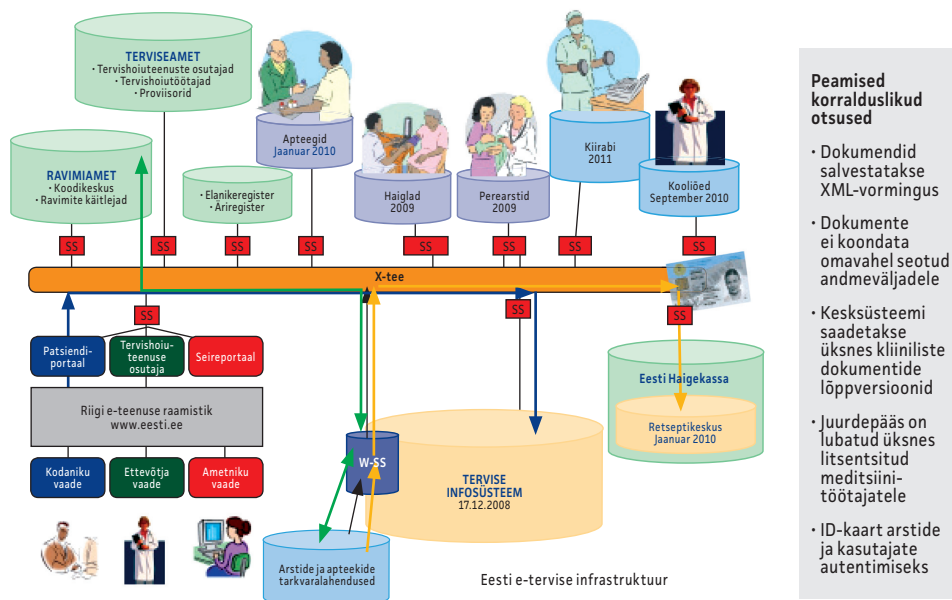 TERVISEAMET
· Tervishoiuteenuste osutajad
· Tervishoiutöötajad
· Proviisorid
RAVIMIAMET
· Koodikeskus
· Ravimite käitlejad
· Elanikeregister
· Äriregister
Apteegid
Jaanuar 2010
Haiglad
2009
Perearstid
2009
Kiirabi
2011
Kooliõed
September 2010
SS
SS
SS
SS
SS
SS
SS
SS
X-tee
SS
SS
SS
Patsiendi-
portaal
Tervishoiu-
teenuse
osutaja
Seireportaal
Riigi e-teenuse raamistik
www.eesti.ee
Kodaniku
vaade
Ettevõtja
vaade
Ametniku
vaade
W-SS
TERVISE
INFOSÜSTEEM
17.12.2008
Eesti Haigekassa
Retseptikeskus
Jaanuar 2010
Arstide ja apteekide
tarkvaralahendused
Eesti e-tervise infrastruktuur
Peamised
korralduslikud
otsused
· Dokumendid
salvestatakse
XML-vormingus
· Dokumente
ei koondata
omavahel seotud
andmeväljadele
· Kesksüsteemi
saadetakse
üksnes kliiniliste
dokumentide
lõppversioonid
· Juurdepääs on
lubatud üksnes
litsentsitud
meditsiini-
töötajatele
· ID-kaart arstide
ja kasutajate
autentimiseks